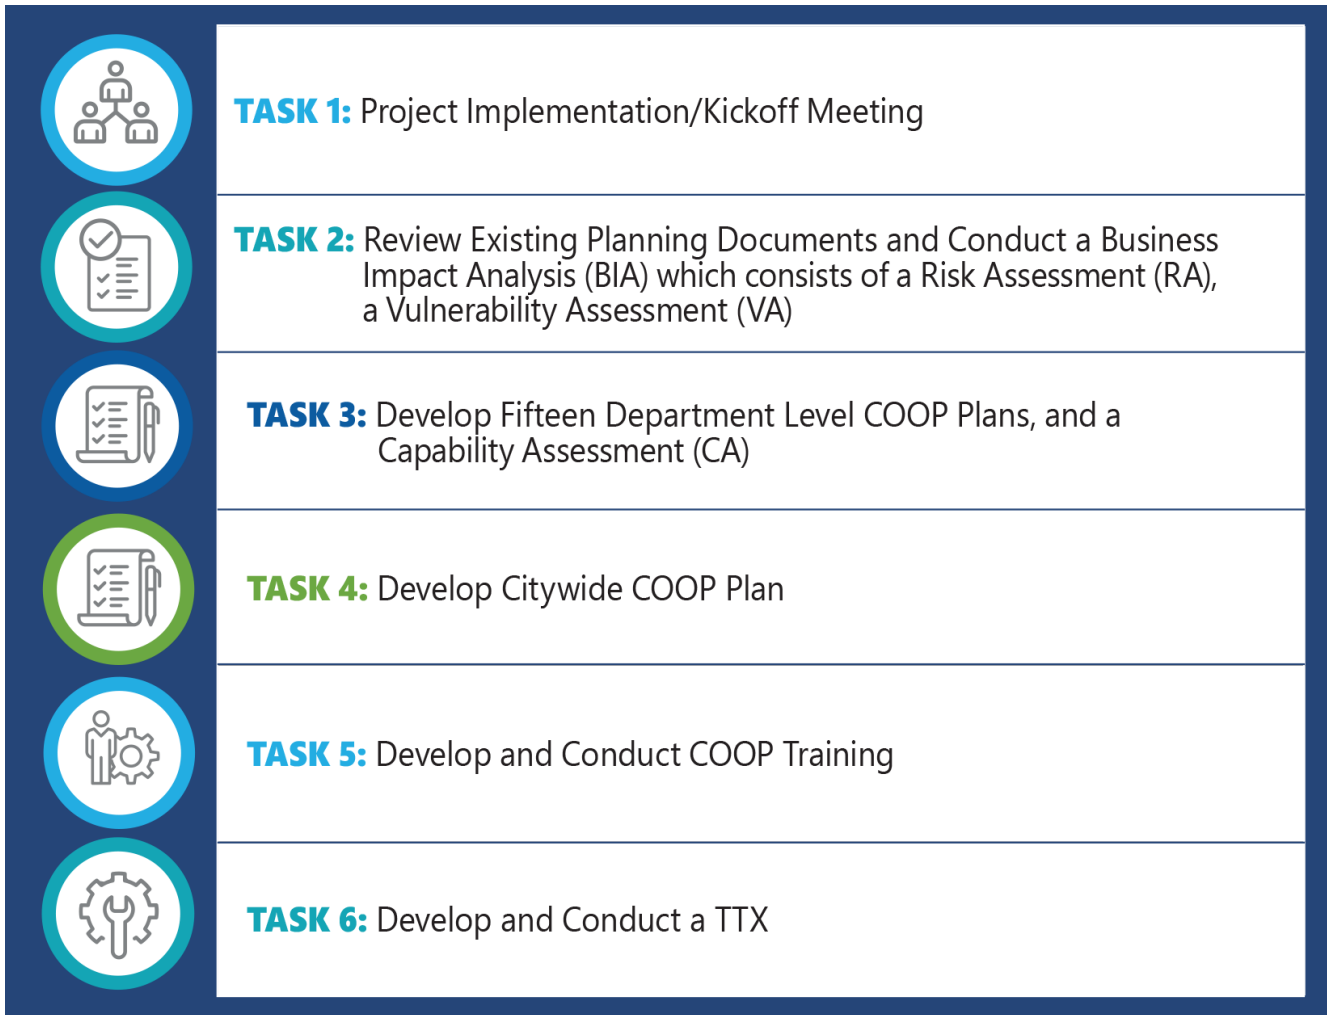 TASK 1: Project Implementation/Kickoff Meeting
TASK 2: Review Existing Planning Documents and Conduct a Business
Impact Analysis (BIA) which consists of a Risk Assessment (RA),
a Vulnerability Assessment (VA)
TASK 3: Develop Fifteen Department Level COOP Plans, and a
Capability Assessment (CA)
TASK 4: Develop Citywide COOP Plan
TASK 5: Develop and Conduct COOP Training
TASK 6: Develop and Conduct a TTX